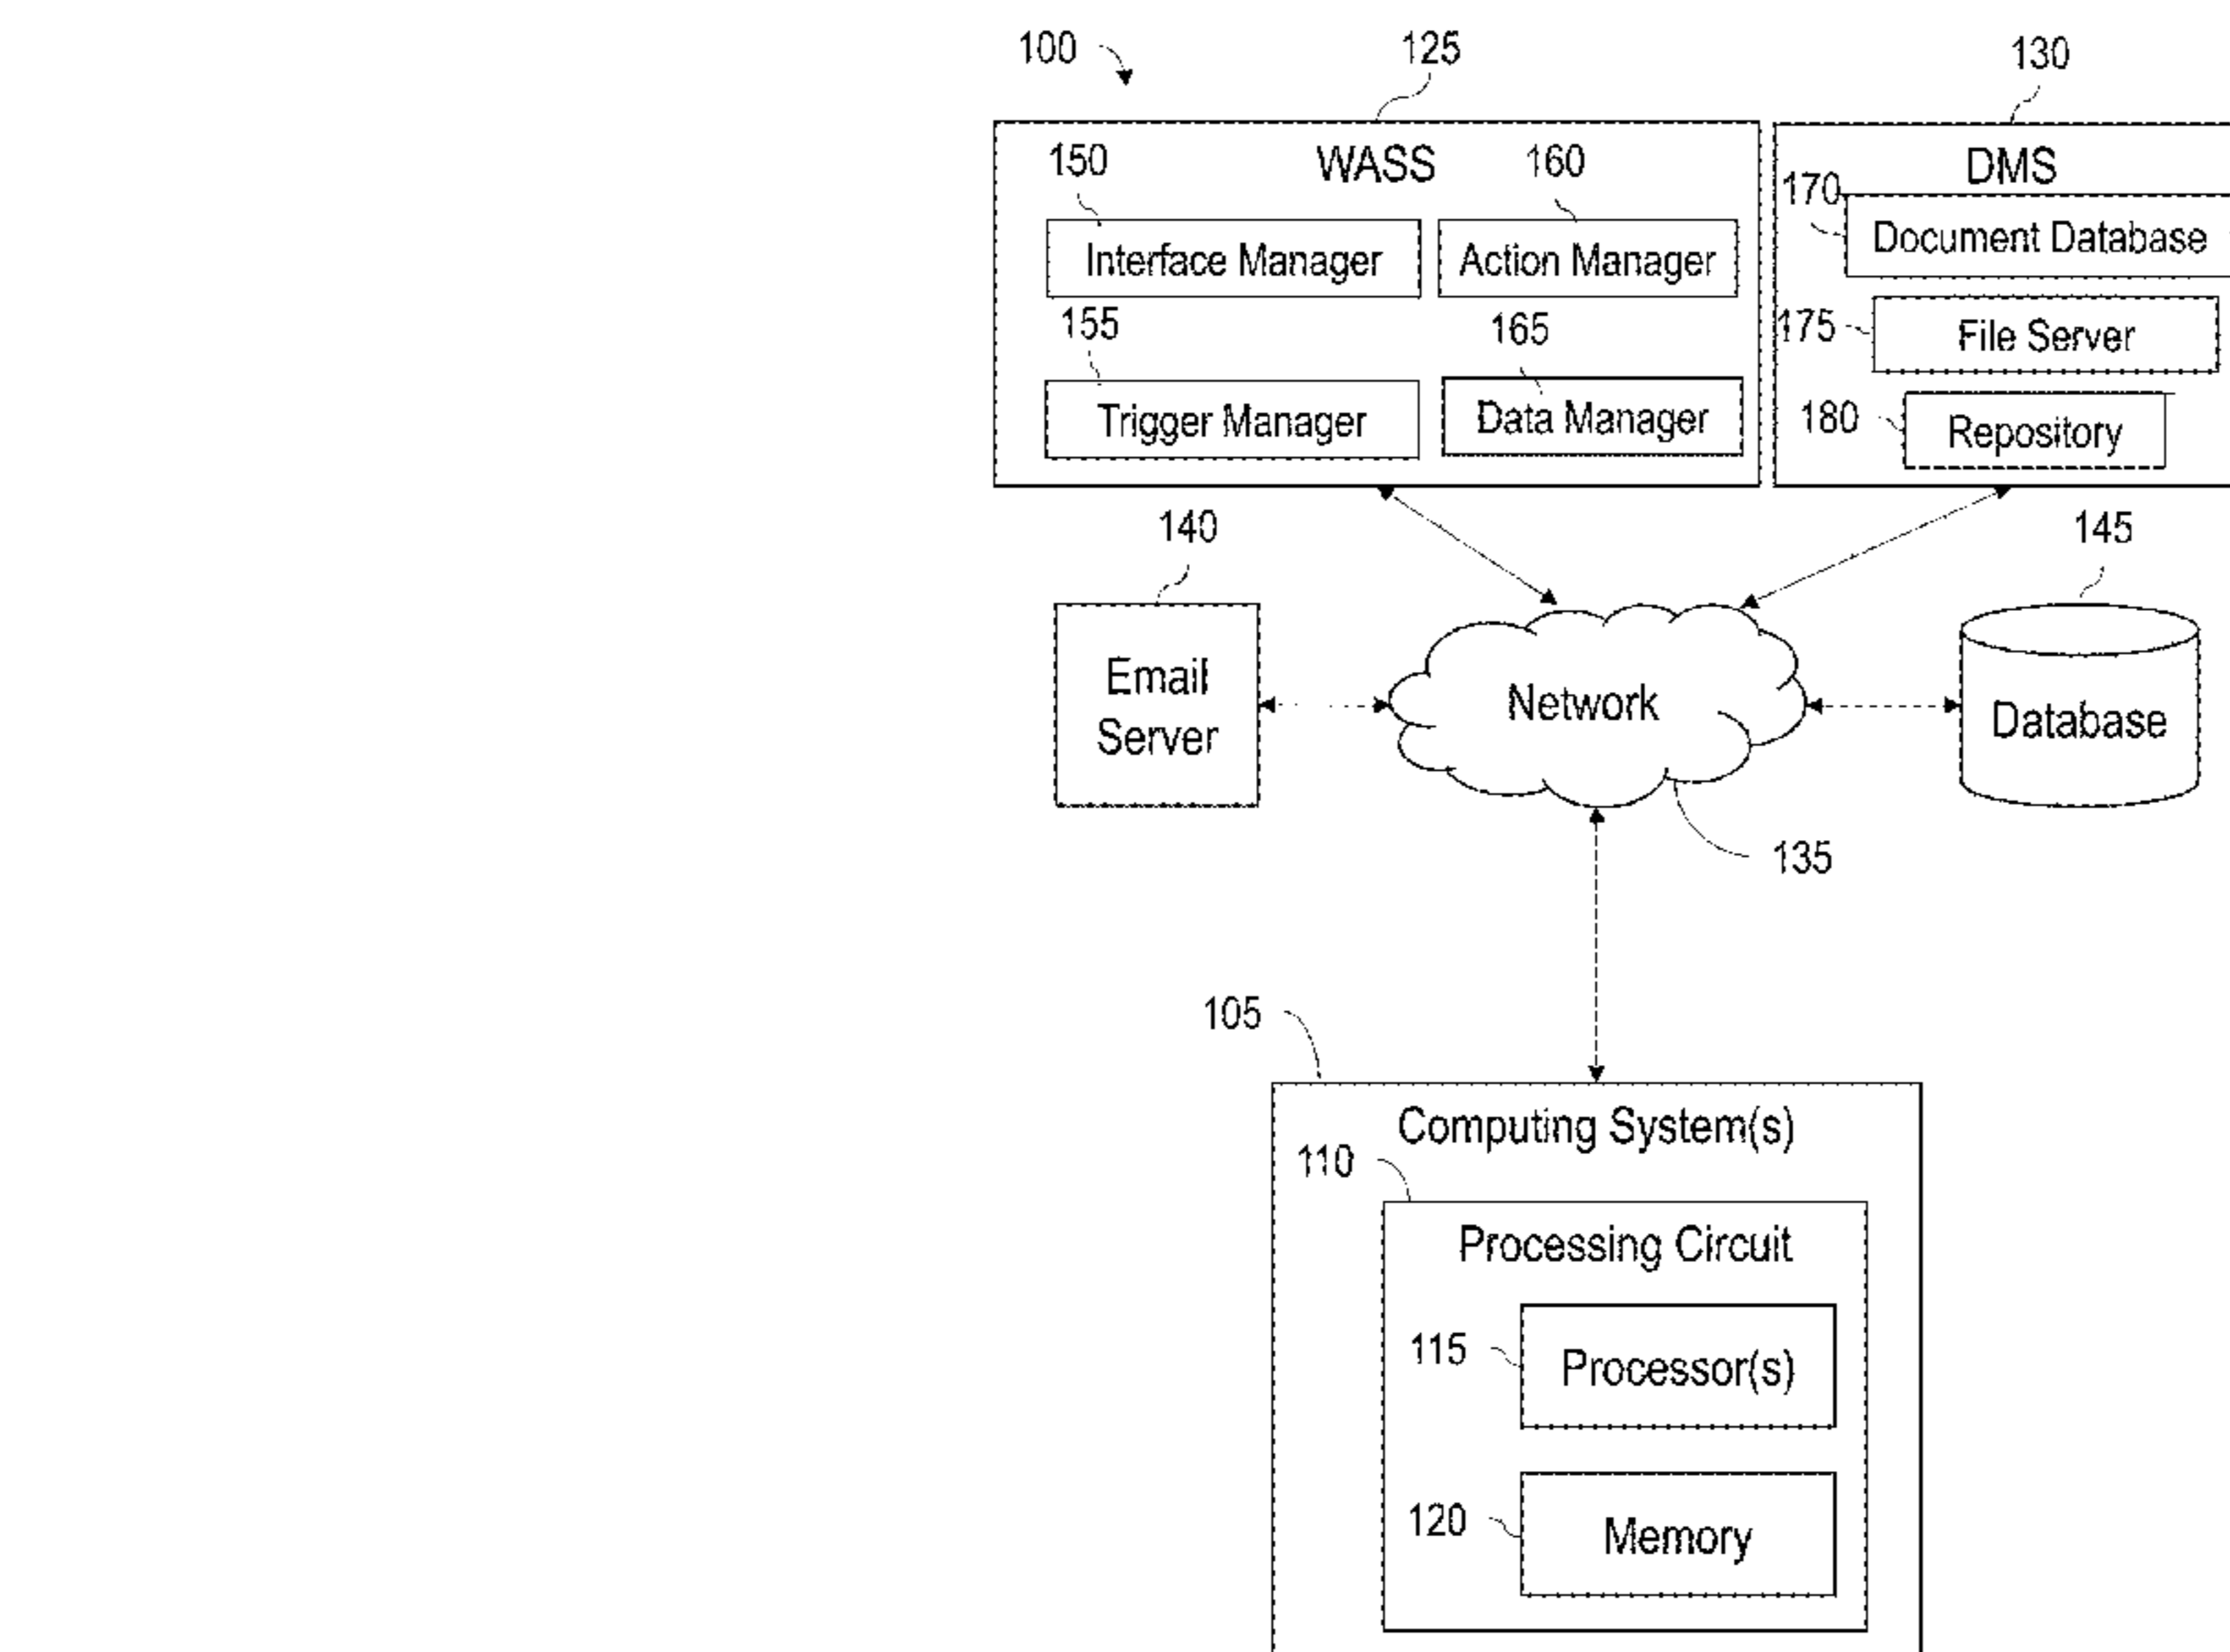 100
125
130
WASS
DMS
150
160
170
Interface Manager
Action Manager
Document Database
155
165
175
File Server
Trigger Manager
Data Manager
180
Repository
140
145
Email
Server
Network
Database
135
105
Computing System(s)
110
Processing Circuit
115
Processor(s)
120
Memory